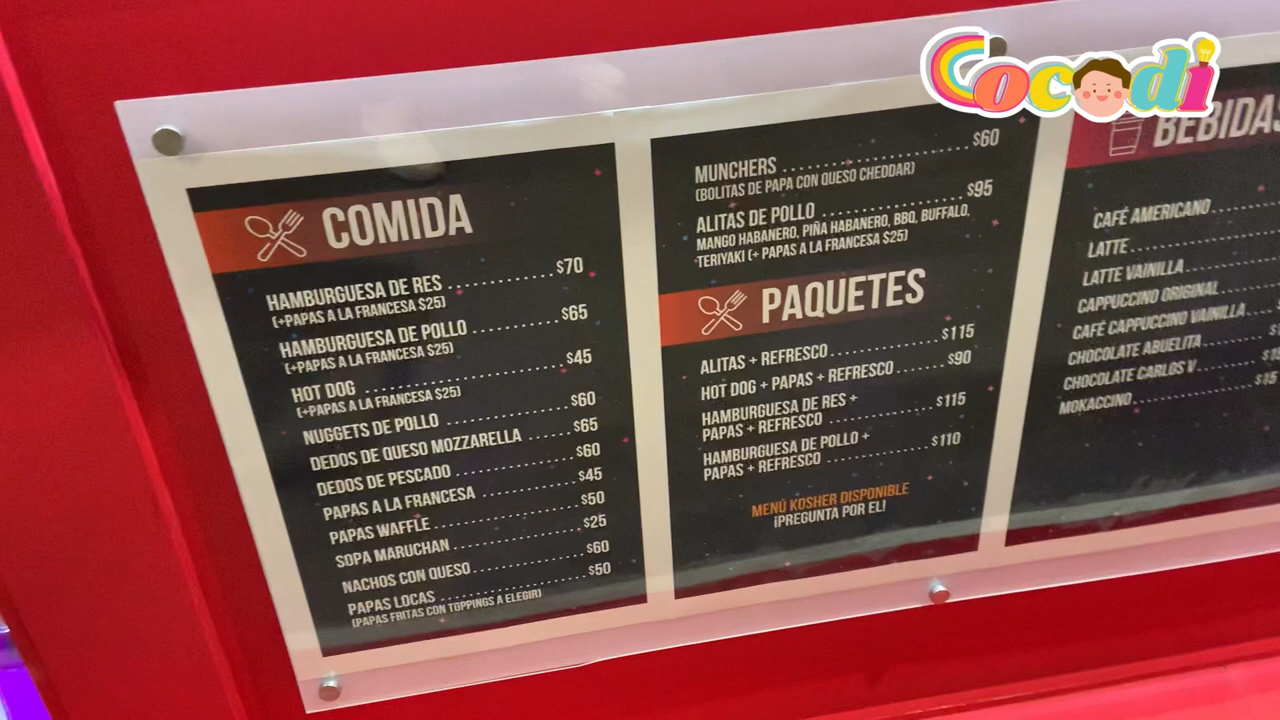 Cocodi
COMIDA
HAMBURGUESA DE RES ................ $70
(+PAPAS A LA FRANCESA $25)
HAMBURGUESA DE POLLO ............. $65
(+PAPAS A LA FRANCESA $25)
HOT DOG ............................. $45
(+PAPAS A LA FRANCESA $25)
NUGGETS DE POLLO .................. $60
DEDOS DE QUESO MOZZARELLA ...... $65
DEDOS DE PESCADO .................. $60
PAPAS A LA FRANCESA .............. $45
PAPAS WAFFLE ....................... $50
SOPA MARUCHAN ..................... $25
NACHOS CON QUESO .................. $60
PAPAS LOCAS ........................ $50
(PAPAS FRITAS CON TOPPINGS A ELEGIR)
MUNCHERS ........................... $60
(BOLITAS DE PAPA CON QUESO CHEDDAR)
ALITAS DE POLLO .................... $95
MANGO HABANERO, PIÑA HABANERO, BBQ, BUFFALO,
TERIYAKI (+ PAPAS A LA FRANCESA $25)
PAQUETES
ALITAS + REFRESCO .................. $115
HOT DOG + PAPAS + REFRESCO ....... $90
HAMBURGUESA DE RES +
PAPAS + REFRESCO .................. $115
HAMBURGUESA DE POLLO +
PAPAS + REFRESCO .................. $110
MENÚ KOSHER DISPONIBLE
¡PREGUNTA POR EL!
BEBIDAS
CAFÉ AMERICANO
LATTE
LATTE VAINILLA
CAPPUCCINO ORIGINAL
CAFÉ CAPPUCCINO VAINILLA
CHOCOLATE ABUELITA
CHOCOLATE CARLOS V
MOKACCINO